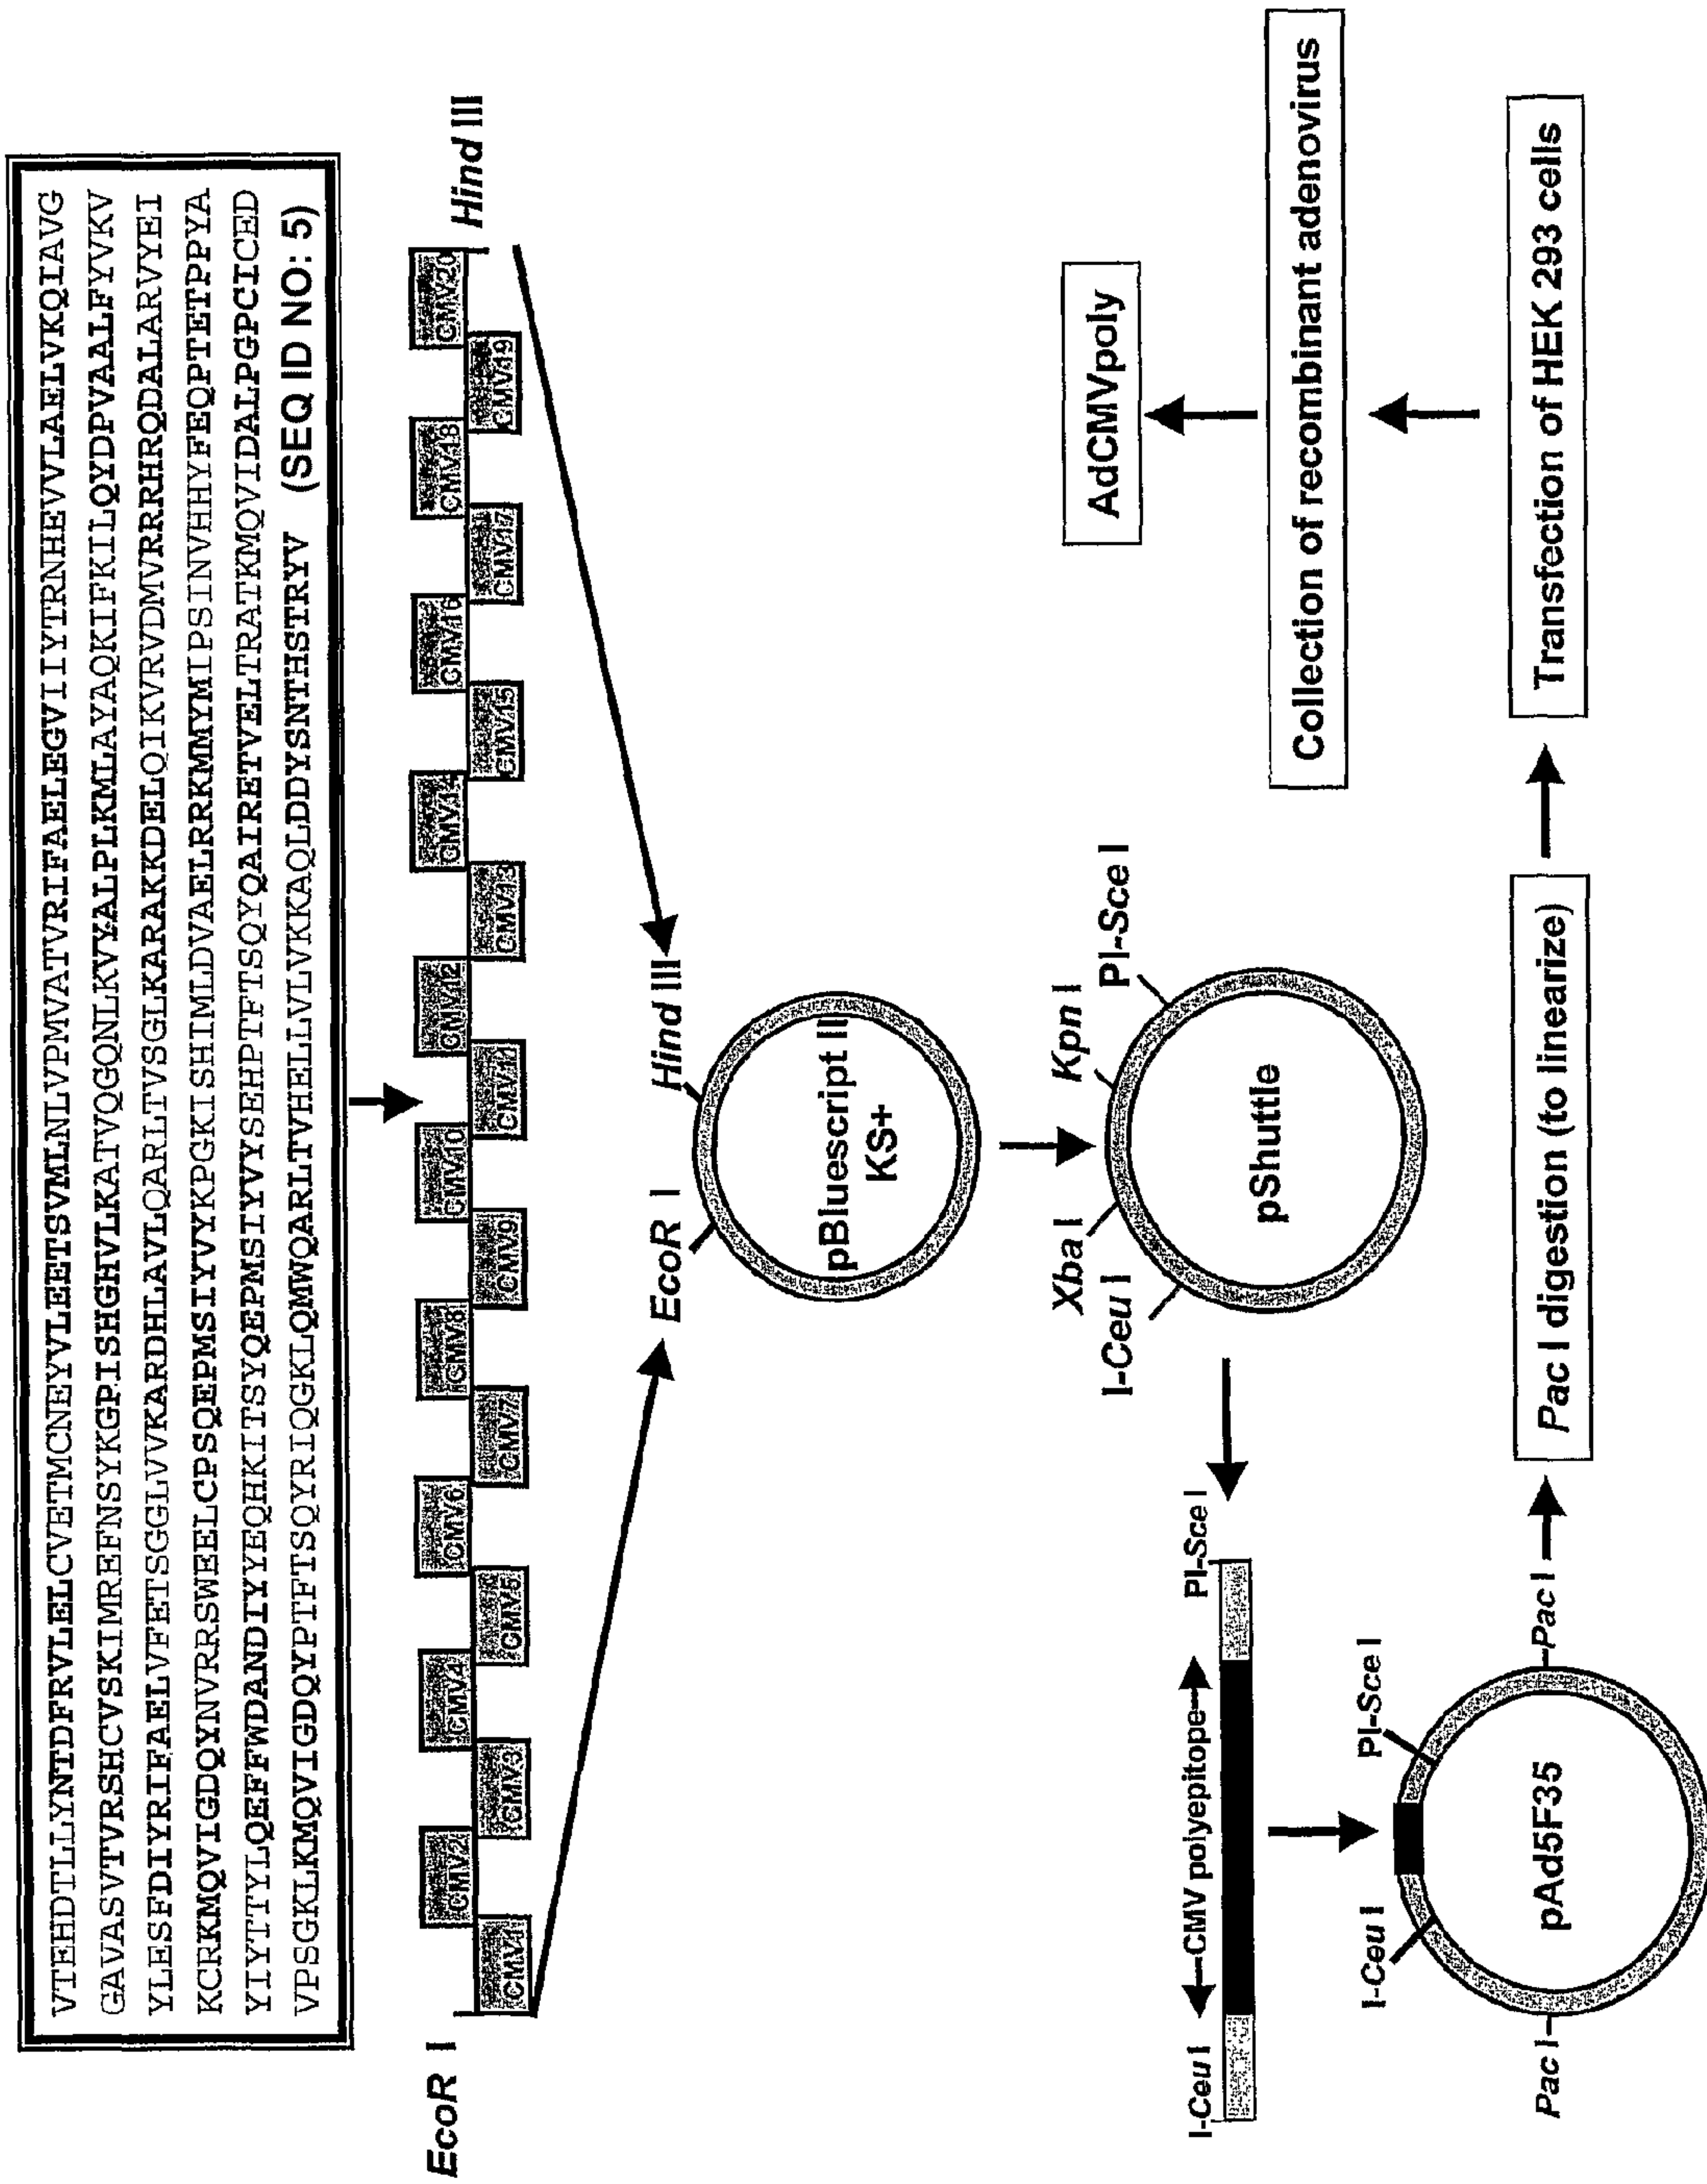 VTEHDTLLYNTDFRVLELCVETMCNEYVLEETSVMLNLVPMVATVRIFAELEGVIIYTRNHEVVLAELVKQIAVG
GAVASVTVRSHCVSKIMREFNSYKGPISHGHVLKATVQGQNLKVYALPLKMLAYAQKIFKILQYDPVAALFYVKV
YLESFDIYRIFAELVFETSGGLVVKARDHLAVLQARLTVSGLKARAKKDELQIKVRVDMVRRRHRQDALARVYEI
KCRKMQVIGDQYNVRRSWEELCPSQEPMSIYVYKPGKISHIMLDVAELRRKMMYMIPSINVHHYFEQPTETPPYA
YIYTTYLQEFFWDANDIYYEQHKITSYQEPMSIYVYSEHPTFTSQYQAIRETVELTRATKMQVIDALPGPCICED
VPSGKLKMQVIGDQYPTFTSQYRIQGKLQMWQARLTVHELLVLVKKAQLDDYSNTHSTRYV (SEQ ID NO: 5)
EcoR I
Hind III
CMV1
CMV2
CMV3
CMV4
CMV5
CMV6
CMV7
CMV8
CMV9
CMV10
CMV11
CMV12
CMV13
CMV14
CMV15
CMV16
CMV17
CMV18
CMV19
CMV20
EcoR I
Hind III
pBluescript II
KS+
I-Ceu I
Xba I
Kpn I
PI-Sce I
pShuttle
I-Ceu I
CMV polyepitope
PI-Sce I
Pac I
I-Ceu I
PI-Sce I
Pac I
pAd5F35
Pac I digestion (to linearize)
Transfection of HEK 293 cells
Collection of recombinant adenovirus
AdCMVpoly